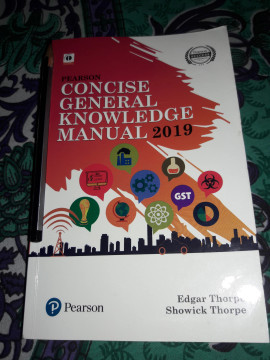 PEARSON
CONCISE
GENERAL
KNOWLEDGE
MANUAL 2019
GST
Pearson
Edgar Thorpe
Showick Thorpe